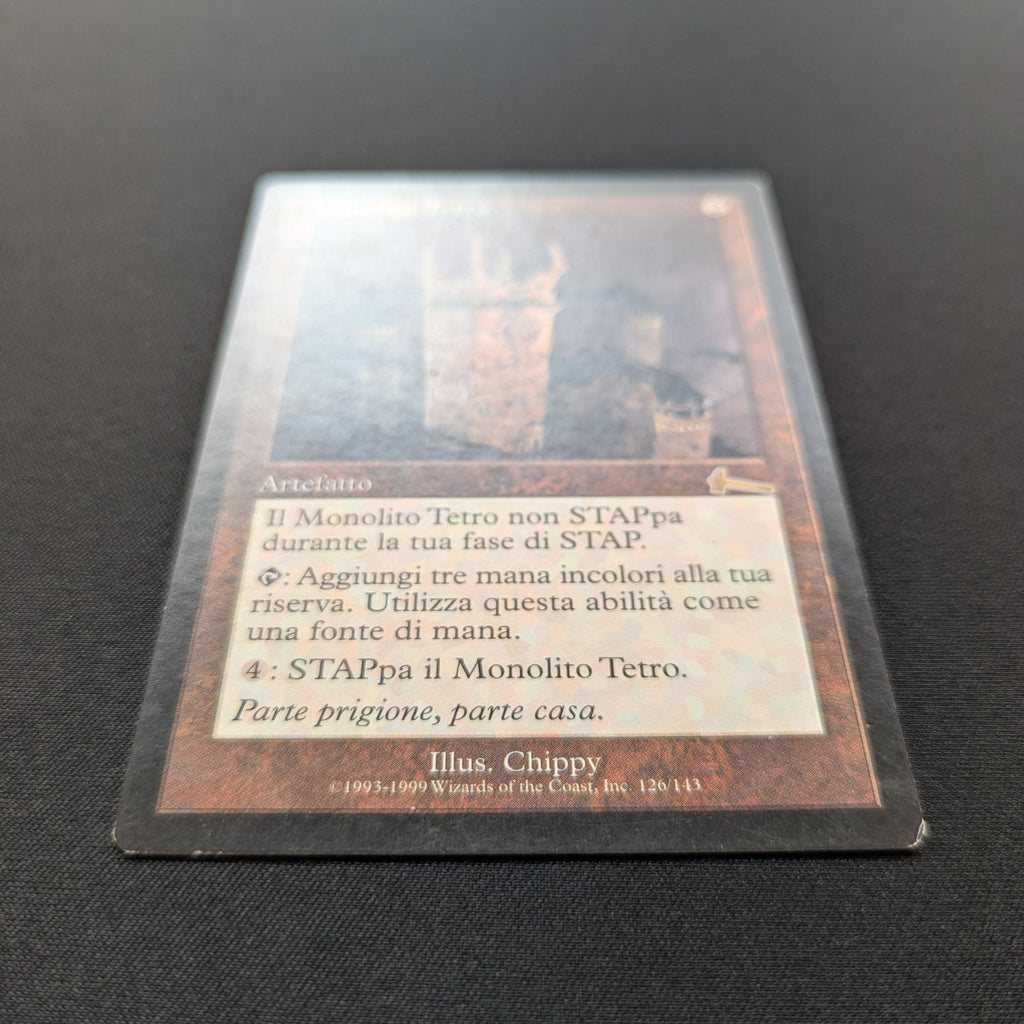 Artefatto
Il Monolito Tetro non STAPpa
durante la tua fase di STAP.
: Aggiungi tre mana incolori alla tua
riserva. Utilizza questa abilità come
una fonte di mana.
4 : STAPpa il Monolito Tetro.
Parte prigione, parte casa.
Illus. Chippy
©1993-1999 Wizards of the Coast, Inc. 126/143